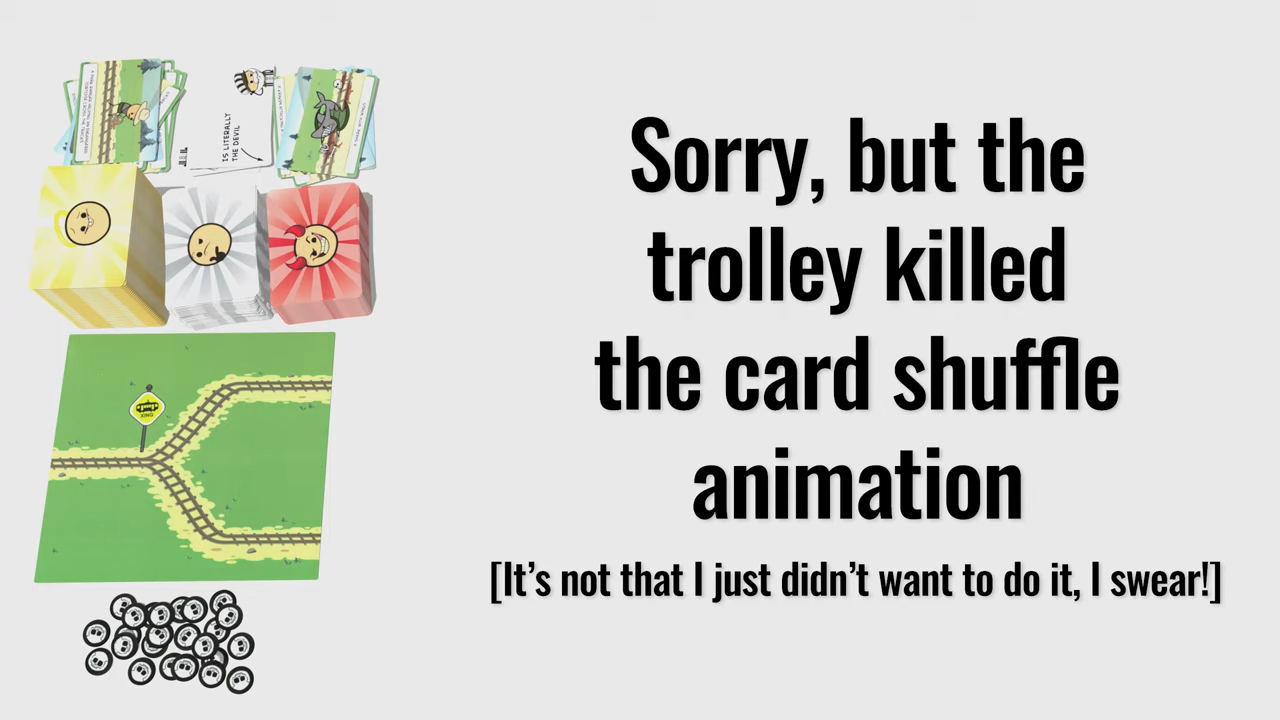 Sorry, but the
trolley killed
the card shuffle
animation
[It's not that I just didn't want to do it, I swear!]
IS LITERALLY
THE DEVIL
XING